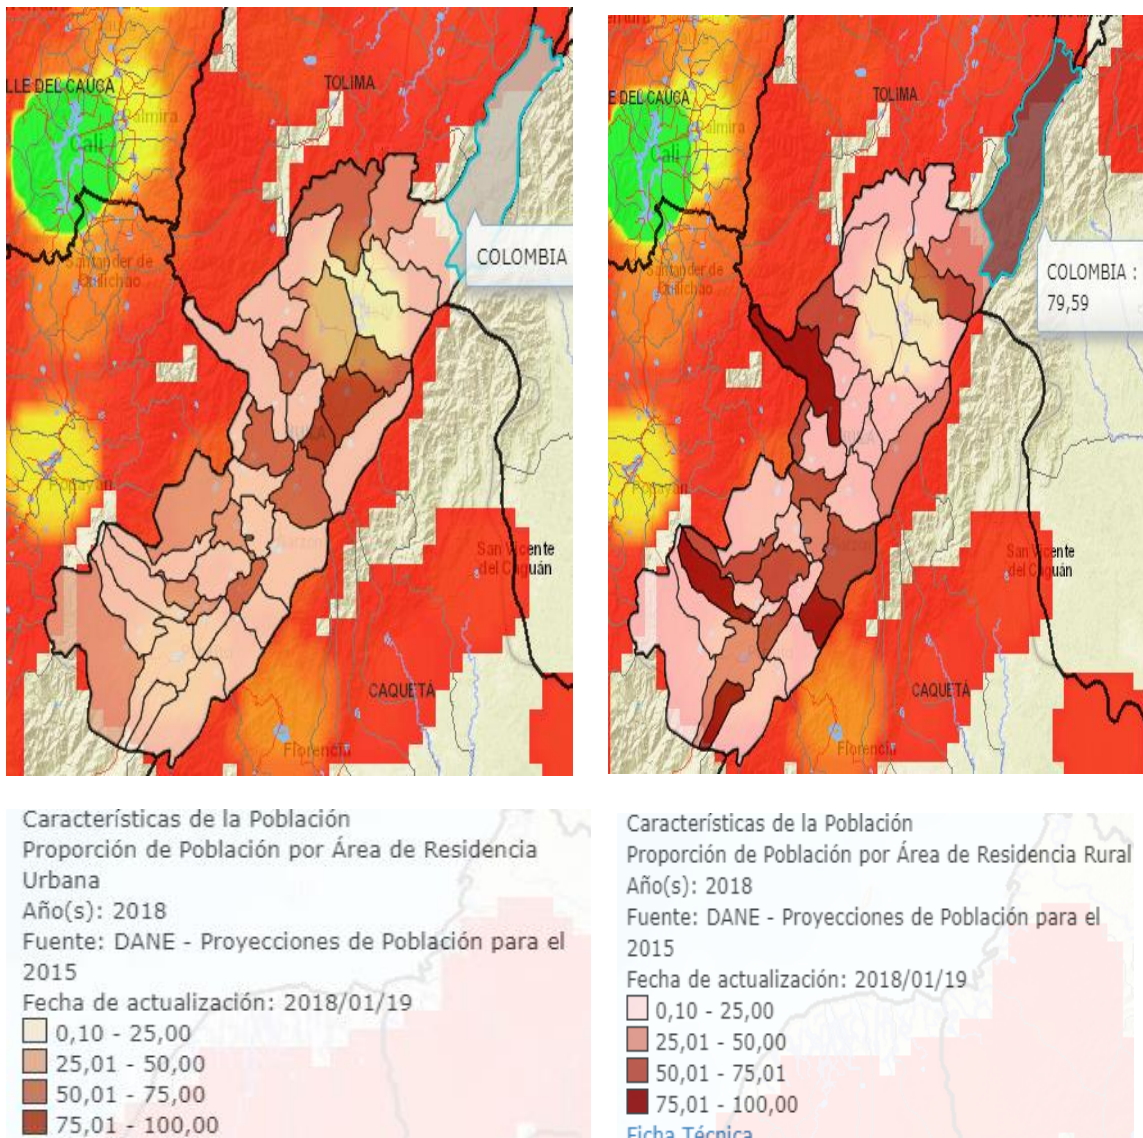 LLE DEL CAUCA
TOLIMA
Palmira
Cali
Santander de
Quilichao
COLOMBIA
Popayán
San Vicente
del Caguán
CAQUETÁ
Florencia
E DEL CAUCA
TOLIMA
almira
Cali
Santander de
Quilichao
COLOMBIA :
79,59
San Vicente
del Caguán
CAQUETÁ
Florencia
Características de la Población
Proporción de Población por Área de Residencia
Urbana
Año(s): 2018
Fuente: DANE - Proyecciones de Población para el
2015
Fecha de actualización: 2018/01/19
0,10 - 25,00
25,01 - 50,00
50,01 - 75,00
75,01 - 100,00
Características de la Población
Proporción de Población por Área de Residencia Rural
Año(s): 2018
Fuente: DANE - Proyecciones de Población para el
2015
Fecha de actualización: 2018/01/19
0,10 - 25,00
25,01 - 50,00
50,01 - 75,01
75,01 - 100,00
Ficha Técnica